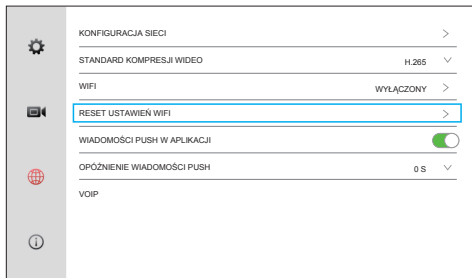 KONFIGURACJA SIECI
STANDARD KOMPRESJI WIDEO H.265
WIFI WYŁĄCZONY
RESET USTAWIEŃ WIFI
WIADOMOŚCI PUSH W APLIKACJI
OPÓŹNIENIE WIADOMOŚCI PUSH 0 S
VOIP